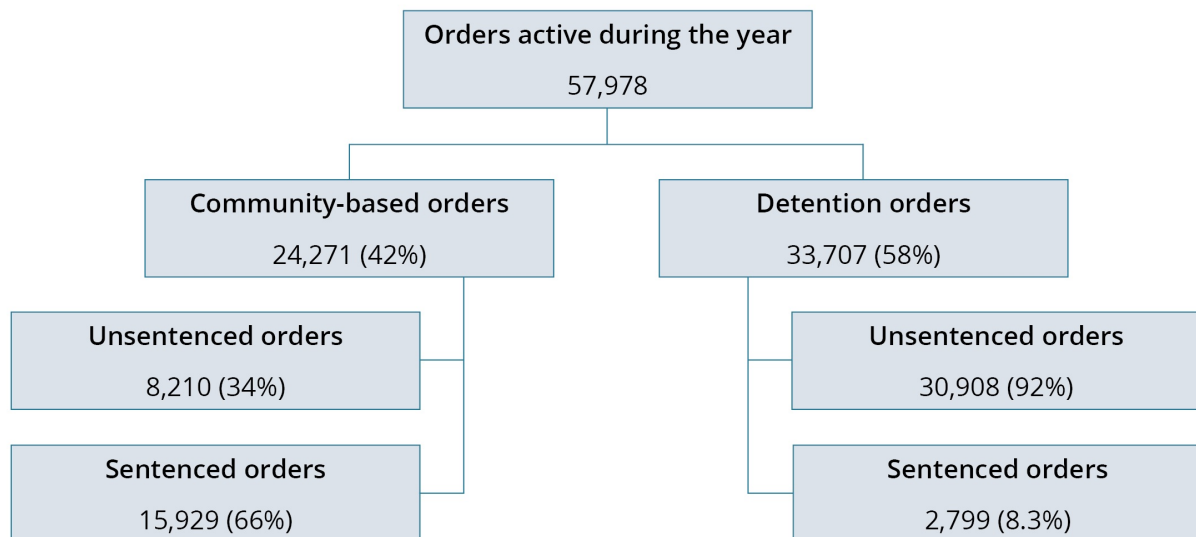 Orders active during the year
57,978
Community-based orders
24,271 (42%)
Detention orders
33,707 (58%)
Unsentenced orders
8,210 (34%)
Unsentenced orders
30,908 (92%)
Sentenced orders
15,929 (66%)
Sentenced orders
2,799 (8.3%)